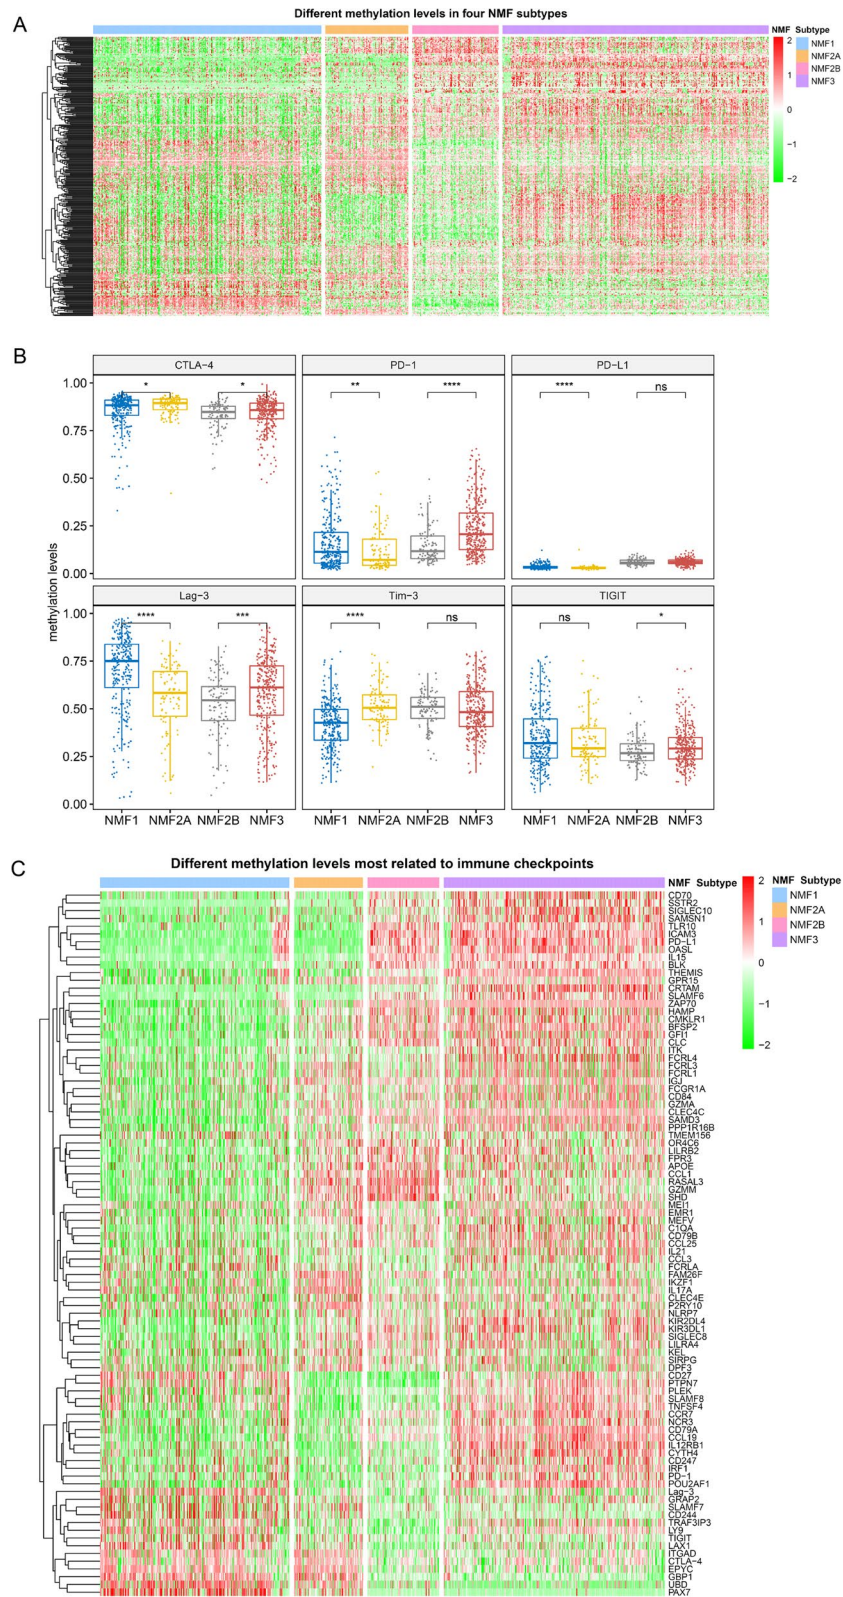 A
Different methylation levels in four NMF subtypes
NMF Subtype
2
1
0
−1
−2
NMF1
NMF2A
NMF2B
NMF3
B
CTLA−4
PD−1
PD−L1
*
*
**
****
****
ns
1.00
0.75
0.50
0.25
0.00
methylation levels
Lag−3
Tim−3
TIGIT
****
***
****
ns
ns
*
1.00
0.75
0.50
0.25
0.00
NMF1 NMF2A NMF2B NMF3
NMF1 NMF2A NMF2B NMF3
NMF1 NMF2A NMF2B NMF3
C
Different methylation levels most related to immune checkpoints
NMF Subtype
NMF Subtype
2
1
0
−1
−2
NMF1
NMF2A
NMF2B
NMF3
CD70
SSTR2
SIGLEC10
SAMSN1
TLR10
ICAM3
PD−L1
OASL
IL15
BLK
THEMIS
GPR15
CRTAM
SLAMF6
ZAP70
HAMP
CMKLR1
BFSP2
GFI1
CLC
ITK
FCRL4
FCRL3
FCRL1
IGJ
FCGR1A
CD84
GZMA
CLEC4C
SAMD3
PPP1R16B
TMEM156
OR4C6
LILRB2
FPR3
APOE
CCL1
RASAL3
GZMM
SHD
MEI1
EMR1
MEFV
C1QA
CD79B
CCL25
IL21
CCL3
FCRLA
FAM26F
IKZF1
IL17A
CLEC4E
P2RY10
NLRP7
KIR2DL4
KIR3DL1
SIGLEC8
LILRA4
KEL
SIRPG
DPF3
CD27
PTPN7
PLEK
SLAMF8
TNFSF4
CCR7
NCR3
CD79A
CCL19
IL12RB1
CYTH4
CD247
IRF1
PD−1
POU2AF1
Lag−3
GRAP2
SLAMF7
CD244
TRAF3IP3
LY9
TIGIT
LAX1
ITGAD
CTLA−4
EPYC
GBP1
UBD
PAX7